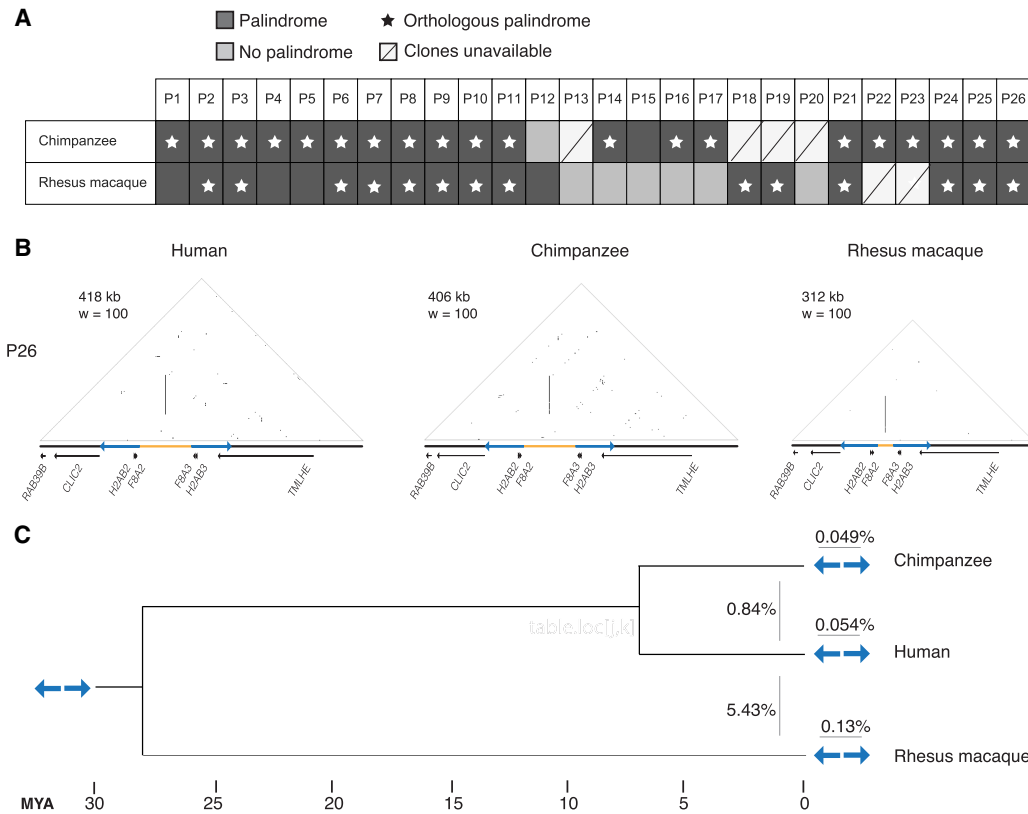 A
Palindrome
Orthologous palindrome
No palindrome
Clones unavailable
P1 P2 P3 P4 P5 P6 P7 P8 P9 P10 P11 P12 P13 P14 P15 P16 P17 P18 P19 P20 P21 P22 P23 P24 P25 P26
Chimpanzee
Rhesus macaque
B
Human
Chimpanzee
Rhesus macaque
418 kb
w = 100
406 kb
w = 100
312 kb
w = 100
P26
RAB39B CLIC2 H2AB2 F8A2 F8A3 H2AB3 TMLHE
RAB39B CLIC2 H2AB2 F8A2 F8A3 H2AB3 TMLHE
RAB39B CLIC2 H2AB2 F8A2 F8A3 H2AB3 TMLHE
C
0.049%
Chimpanzee
0.84%
table.loc[j,k]
0.054%
Human
5.43%
0.13%
Rhesus macaque
MYA
30 25 20 15 10 5 0